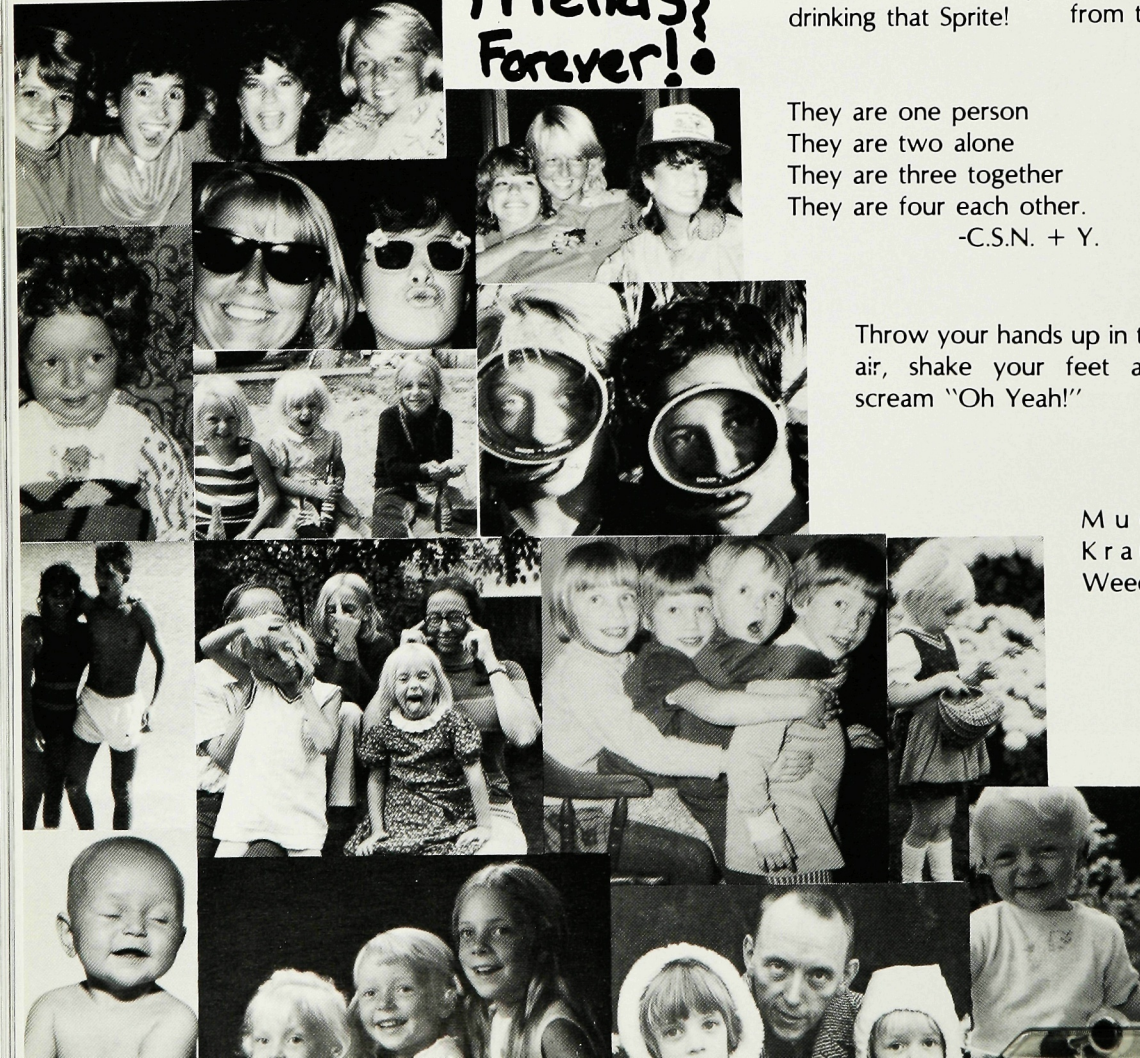 Friends?
Forever!!
drinking that Sprite!
from
They are one person
They are two alone
They are three together
They are four each other.
-C.S.N. + Y.
Throw your hands up in
air, shake your feet
scream "Oh Yeah!"